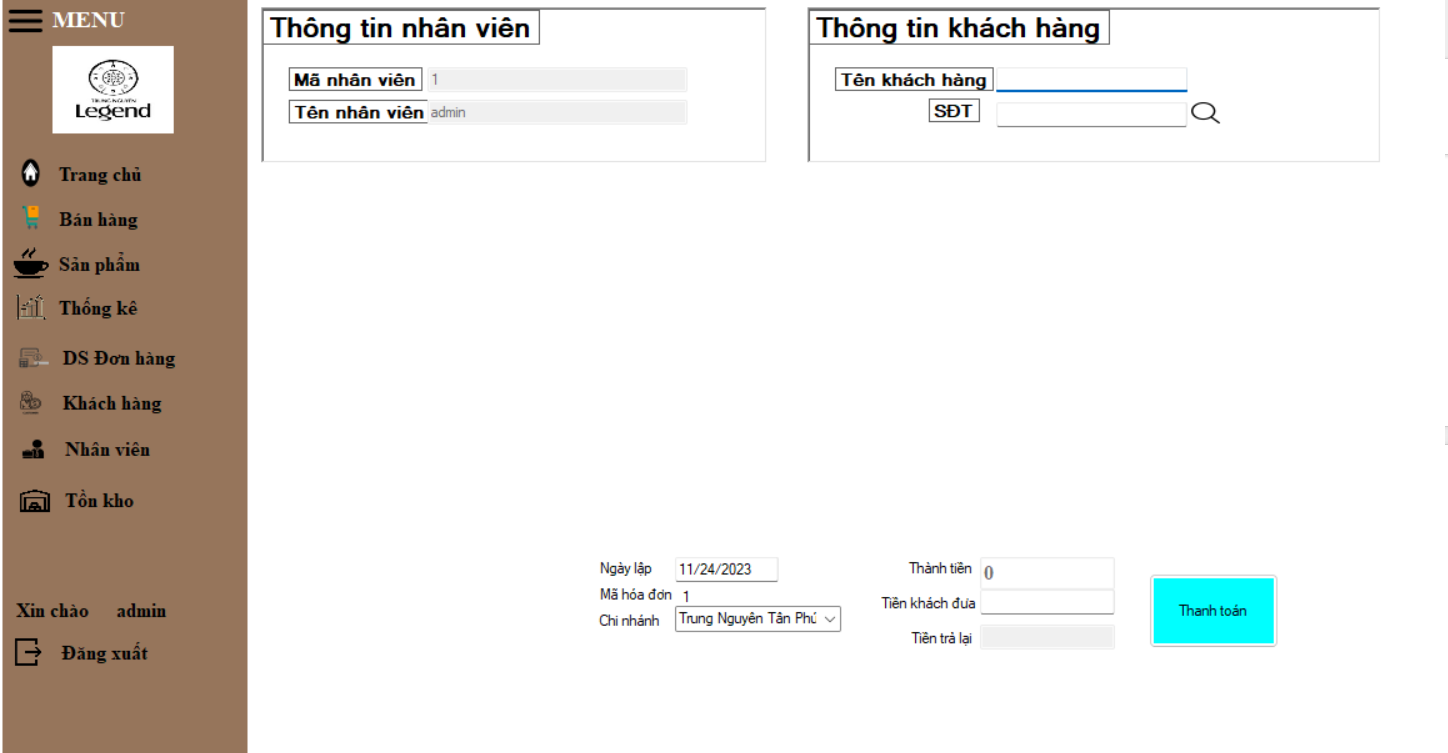 MENU
TRUNG NGUYÊN
Legend
Trang chủ
Bán hàng
Sản phẩm
Thống kê
DS Đơn hàng
Khách hàng
Nhân viên
Tồn kho
Xin chào admin
Đăng xuất
Thông tin nhân viên
Mã nhân viên 1
Tên nhân viên admin
Thông tin khách hàng
Tên khách hàng
SĐT
Ngày lập 11/24/2023
Mã hóa đơn 1
Chi nhánh Trung Nguyên Tân Phú
Thành tiền 0
Tiền khách đưa
Tiền trả lại
Thanh toán